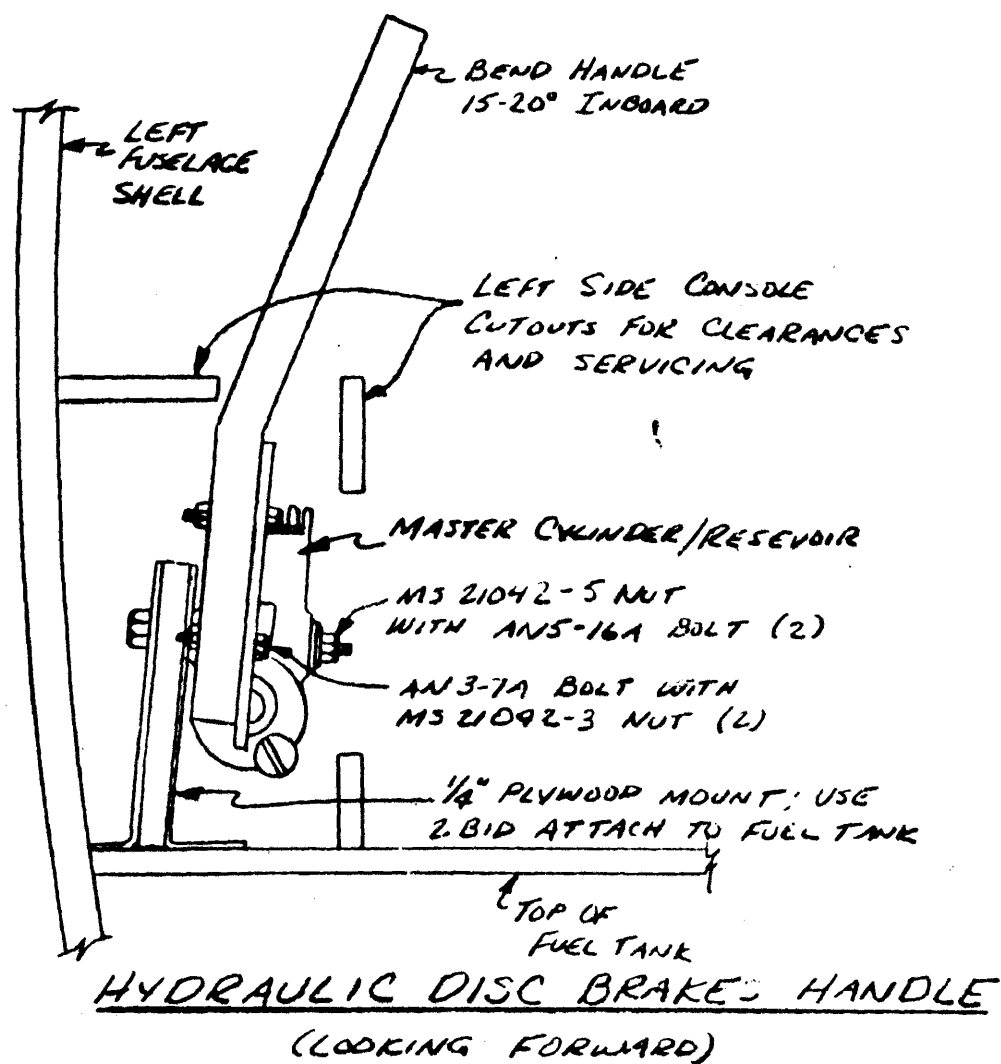 BEND HANDLE
15-20° INBOARD
LEFT
FUSELAGE
SHELL
LEFT SIDE CONSOLE
CUTOUTS FOR CLEARANCES
AND SERVICING
MASTER CYLINDER/RESEVOIR
MS 21042-5 NUT
WITH AN5-16A BOLT (2)
AN3-7A BOLT WITH
MS 21042-3 NUT (2)
1/4" PLYWOOD MOUNT; USE
2 BID ATTACH TO FUEL TANK
TOP OF
FUEL TANK
HYDRAULIC DISC BRAKES HANDLE
(LOOKING FORWARD)